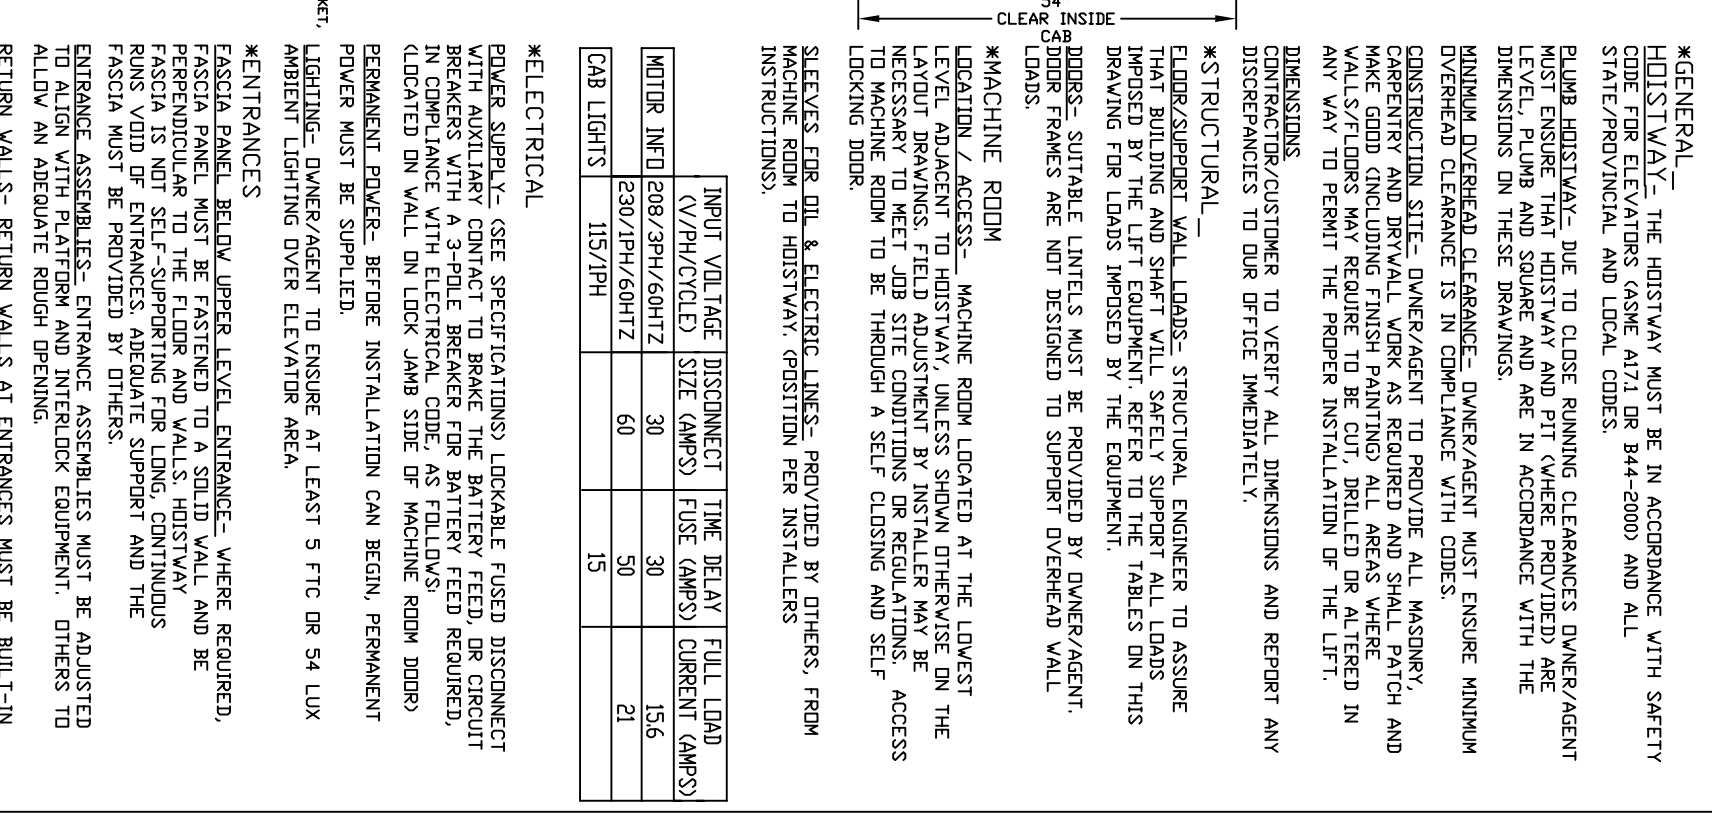 54"
CLEAR INSIDE
CAB
KET,
*GENERAL
HOISTWAY- THE HOISTWAY MUST BE IN ACCORDANCE WITH SAFETY
CODE FOR ELEVATORS (ASME A17.1 OR B44-2000) AND ALL
STATE/PROVINCIAL AND LOCAL CODES.
PLUMB HOISTWAY- DUE TO CLOSE RUNNING CLEARANCES OWNER/AGENT
MUST ENSURE THAT HOISTWAY AND PIT (WHERE PROVIDED) ARE
LEVEL, PLUMB AND SQUARE AND ARE IN ACCORDANCE WITH THE
DIMENSIONS ON THESE DRAWINGS.
MINIMUM OVERHEAD CLEARANCE- OWNER/AGENT MUST ENSURE MINIMUM
OVERHEAD CLEARANCE IS IN COMPLIANCE WITH CODES.
CONSTRUCTION SITE- OWNER/AGENT TO PROVIDE ALL MASONRY,
CARPENTRY AND DRYWALL WORK AS REQUIRED AND SHALL PATCH AND
MAKE GOOD (INCLUDING FINISH PAINTING) ALL AREAS WHERE
WALLS/FLOORS MAY REQUIRE TO BE CUT, DRILLED OR ALTERED IN
ANY WAY TO PERMIT THE PROPER INSTALLATION OF THE LIFT.
DIMENSIONS
CONTRACTOR/CUSTOMER TO VERIFY ALL DIMENSIONS AND REPORT ANY
DISCREPANCIES TO OUR OFFICE IMMEDIATELY.
*STRUCTURAL
FLOOR/SUPPORT WALL LOADS- STRUCTURAL ENGINEER TO ASSURE
THAT BUILDING AND SHAFT WILL SAFELY SUPPORT ALL LOADS
IMPOSED BY THE LIFT EQUIPMENT. REFER TO THE TABLES ON THIS
DRAWING FOR LOADS IMPOSED BY THE EQUIPMENT.
DOORS- SUITABLE LINTELS MUST BE PROVIDED BY OWNER/AGENT.
DOOR FRAMES ARE NOT DESIGNED TO SUPPORT OVERHEAD WALL
LOADS.
*MACHINE ROOM
LOCATION / ACCESS- MACHINE ROOM LOCATED AT THE LOWEST
LEVEL ADJACENT TO HOISTWAY, UNLESS SHOWN OTHERWISE ON THE
LAYOUT DRAWINGS. FIELD ADJUSTMENT BY INSTALLER MAY BE
NECESSARY TO MEET JOB SITE CONDITIONS OR REGULATIONS. ACCESS
TO MACHINE ROOM TO BE THROUGH A SELF CLOSING AND SELF
LOCKING DOOR.
SLEEVES FOR OIL & ELECTRIC LINES- PROVIDED BY OTHERS, FROM
MACHINE ROOM TO HOISTWAY. (POSITION PER INSTALLERS
INSTRUCTIONS).
INPUT VOLTAGE (V/PH/CYCLE) DISCONNECT SIZE (AMPS) TIME DELAY FUSE (AMPS) FULL LOAD CURRENT (AMPS)
MOTOR INFO 208/3PH/60HTZ 30 30 15.6
230/1PH/60HTZ 60 50 21
CAB LIGHTS 115/1PH 15
*ELECTRICAL
POWER SUPPLY- (SEE SPECIFICATIONS) LOCKABLE FUSED DISCONNECT
WITH AUXILIARY CONTACT TO BRAKE THE BATTERY FEED, OR CIRCUIT
BREAKERS WITH A 3-POLE BREAKER FOR BATTERY FEED REQUIRED,
IN COMPLIANCE WITH ELECTRICAL CODE, AS FOLLOWS:
(LOCATED ON WALL ON LOCK JAMB SIDE OF MACHINE ROOM DOOR)
PERMANENT POWER- BEFORE INSTALLATION CAN BEGIN, PERMANENT
POWER MUST BE SUPPLIED.
LIGHTING- OWNER/AGENT TO ENSURE AT LEAST 5 FTC OR 54 LUX
AMBIENT LIGHTING OVER ELEVATOR AREA.
*ENTRANCES
FASCIA PANEL BELOW UPPER LEVEL ENTRANCE- WHERE REQUIRED,
FASCIA PANEL MUST BE FASTENED TO A SOLID WALL AND BE
PERPENDICULAR TO THE FLOOR AND WALLS. HOISTWAY
FASCIA IS NOT SELF-SUPPORTING FOR LONG, CONTINUOUS
RUNS VOID OF ENTRANCES. ADEQUATE SUPPORT AND THE
FASCIA MUST BE PROVIDED BY OTHERS.
ENTRANCE ASSEMBLIES- ENTRANCE ASSEMBLIES MUST BE ADJUSTED
TO ALIGN WITH PLATFORM AND INTERLOCK EQUIPMENT. OTHERS TO
ALLOW AN ADEQUATE ROUGH OPENING.
RETURN WALLS- RETURN WALLS AT ENTRANCES MUST BE BUILT-IN